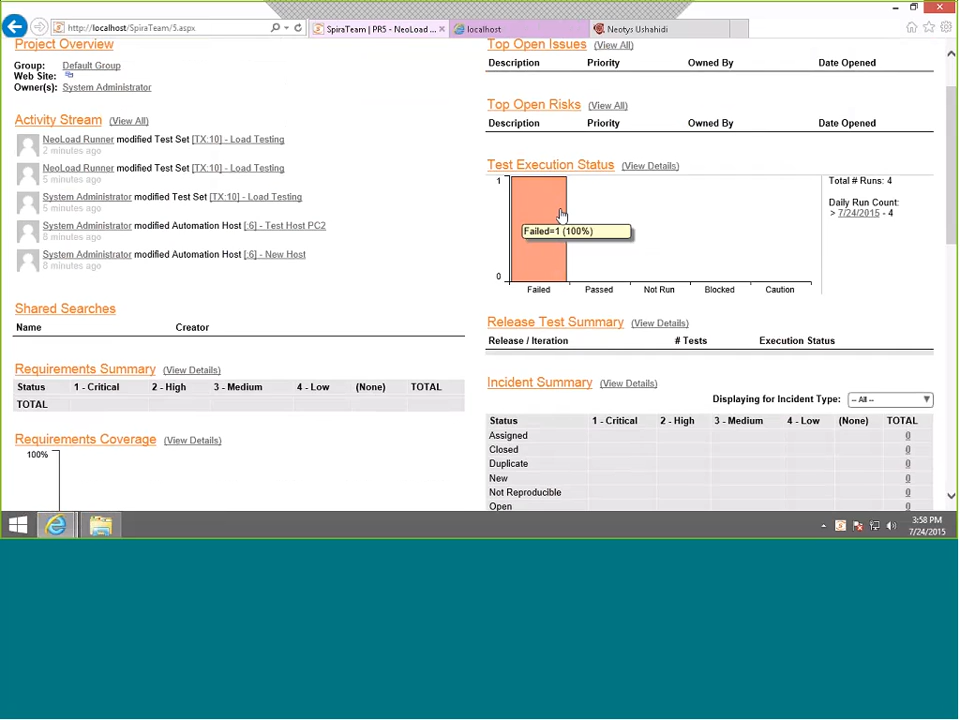 http://localhost/SpiraTeam/5.aspx
SpiraTeam | PR5 - NeoLoad ...
localhost
Neotys Ushahidi
Project Overview
Group: Default Group
Web Site:
Owner(s): System Administrator
Activity Stream (View All)
NeoLoad Runner modified Test Set [TX:10] - Load Testing
2 minutes ago
NeoLoad Runner modified Test Set [TX:10] - Load Testing
5 minutes ago
System Administrator modified Test Set [TX:10] - Load Testing
5 minutes ago
System Administrator modified Automation Host [:6] - Test Host PC2
8 minutes ago
System Administrator modified Automation Host [:6] - New Host
8 minutes ago
Shared Searches
Name Creator
Requirements Summary (View Details)
Status 1 - Critical 2 - High 3 - Medium 4 - Low (None) TOTAL
TOTAL
Requirements Coverage (View Details)
100%
Top Open Issues (View All)
Description Priority Owned By Date Opened
Top Open Risks (View All)
Description Priority Owned By Date Opened
Test Execution Status (View Details)
1
0
Failed=1 (100%)
Failed Passed Not Run Blocked Caution
Total # Runs: 4
Daily Run Count:
> 7/24/2015 - 4
Release Test Summary (View Details)
Release / Iteration # Tests Execution Status
Incident Summary (View Details)
Displaying for Incident Type: -- All --
Status 1 - Critical 2 - High 3 - Medium 4 - Low (None) TOTAL
Assigned 0
Closed 0
Duplicate 0
New 0
Not Reproducible 0
Open 0
3:58 PM
7/24/2015